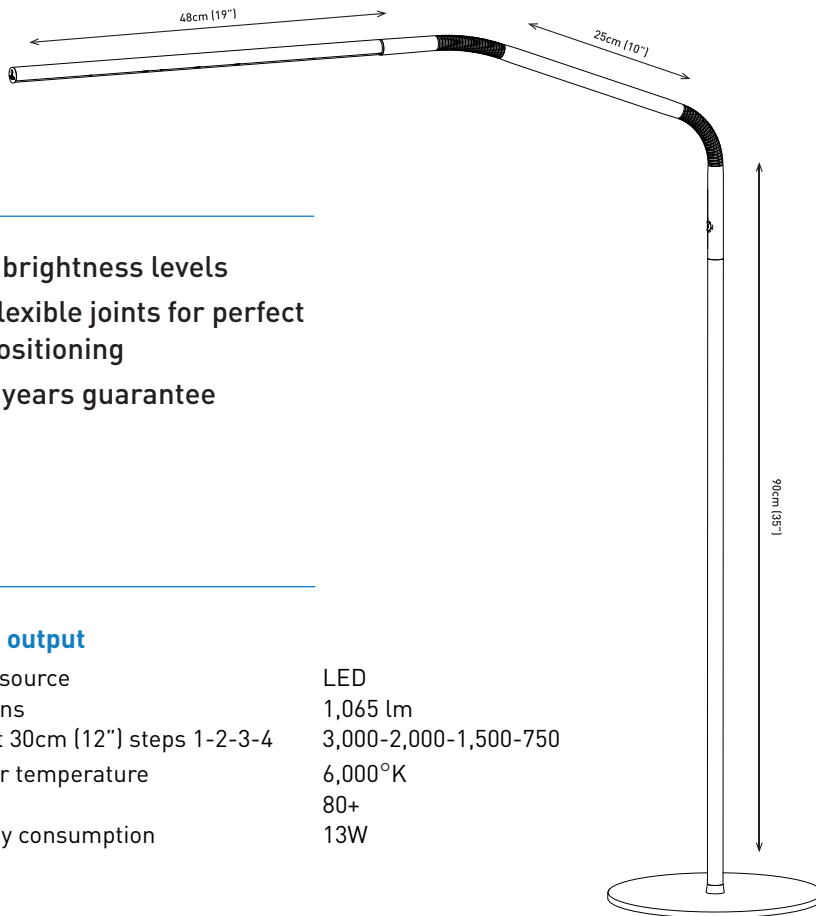 48cm (19")
25cm (10")
brightness levels
lexible joints for perfect
ositioning
years guarantee
90cm (35")
output
source LED
ns 1,065 lm
t 30cm (12") steps 1-2-3-4 3,000-2,000-1,500-750
r temperature 6,000°K
80+
y consumption 13W